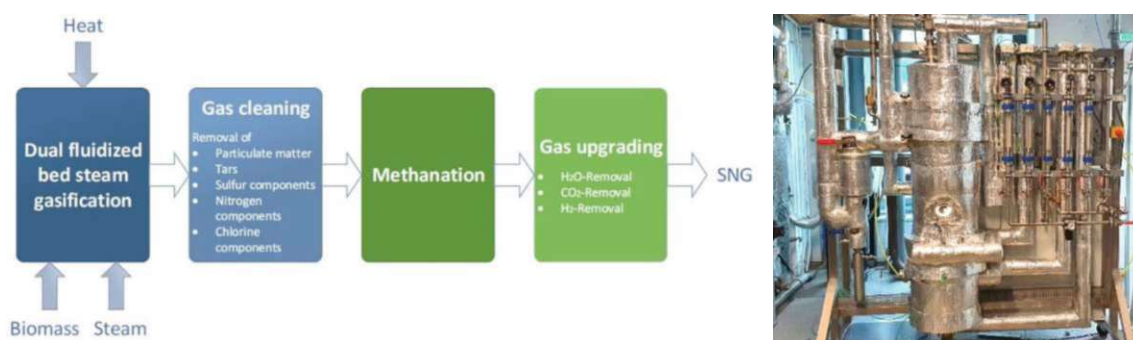 Heat
Dual fluidized
bed steam
gasification
Biomass
Steam
Gas cleaning
Removal of
• Particulate matter
• Tars
• Sulfur components
• Nitrogen
components
• Chlorine
components
Methanation
Gas upgrading
• H₂O-Removal
• CO₂-Removal
• H₂-Removal
SNG